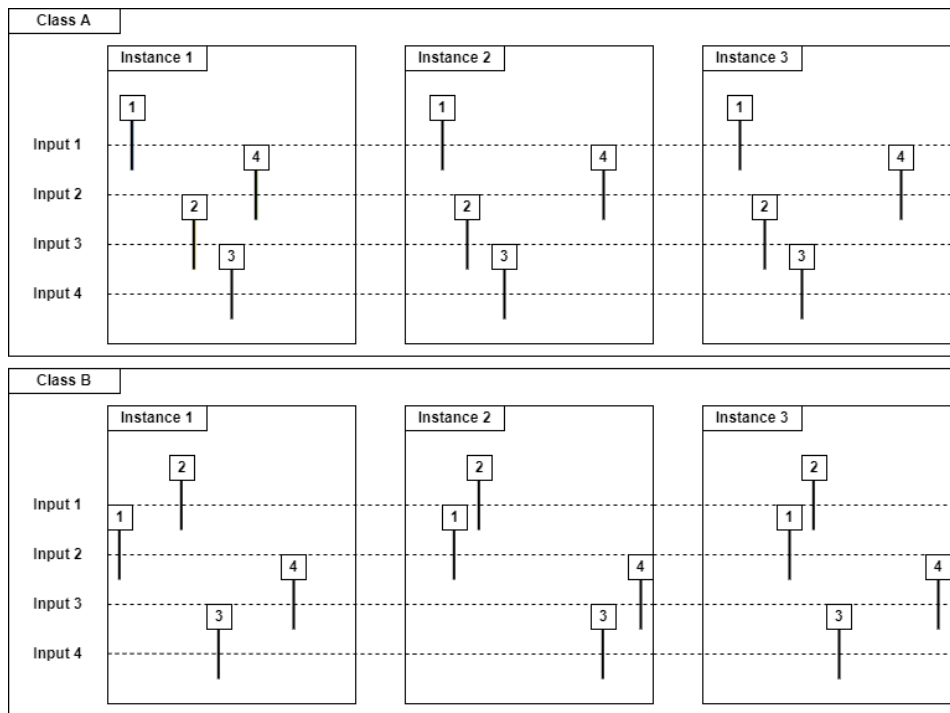 Class A
Instance 1 Instance 2 Instance 3
1 1 1
Input 1
4 4 4
Input 2
2 2 2
Input 3
3 3 3
Input 4
Class B
Instance 1 Instance 2 Instance 3
2 2 2
Input 1
1 1 1
Input 2
4 4 4
Input 3
3 3 3
Input 4